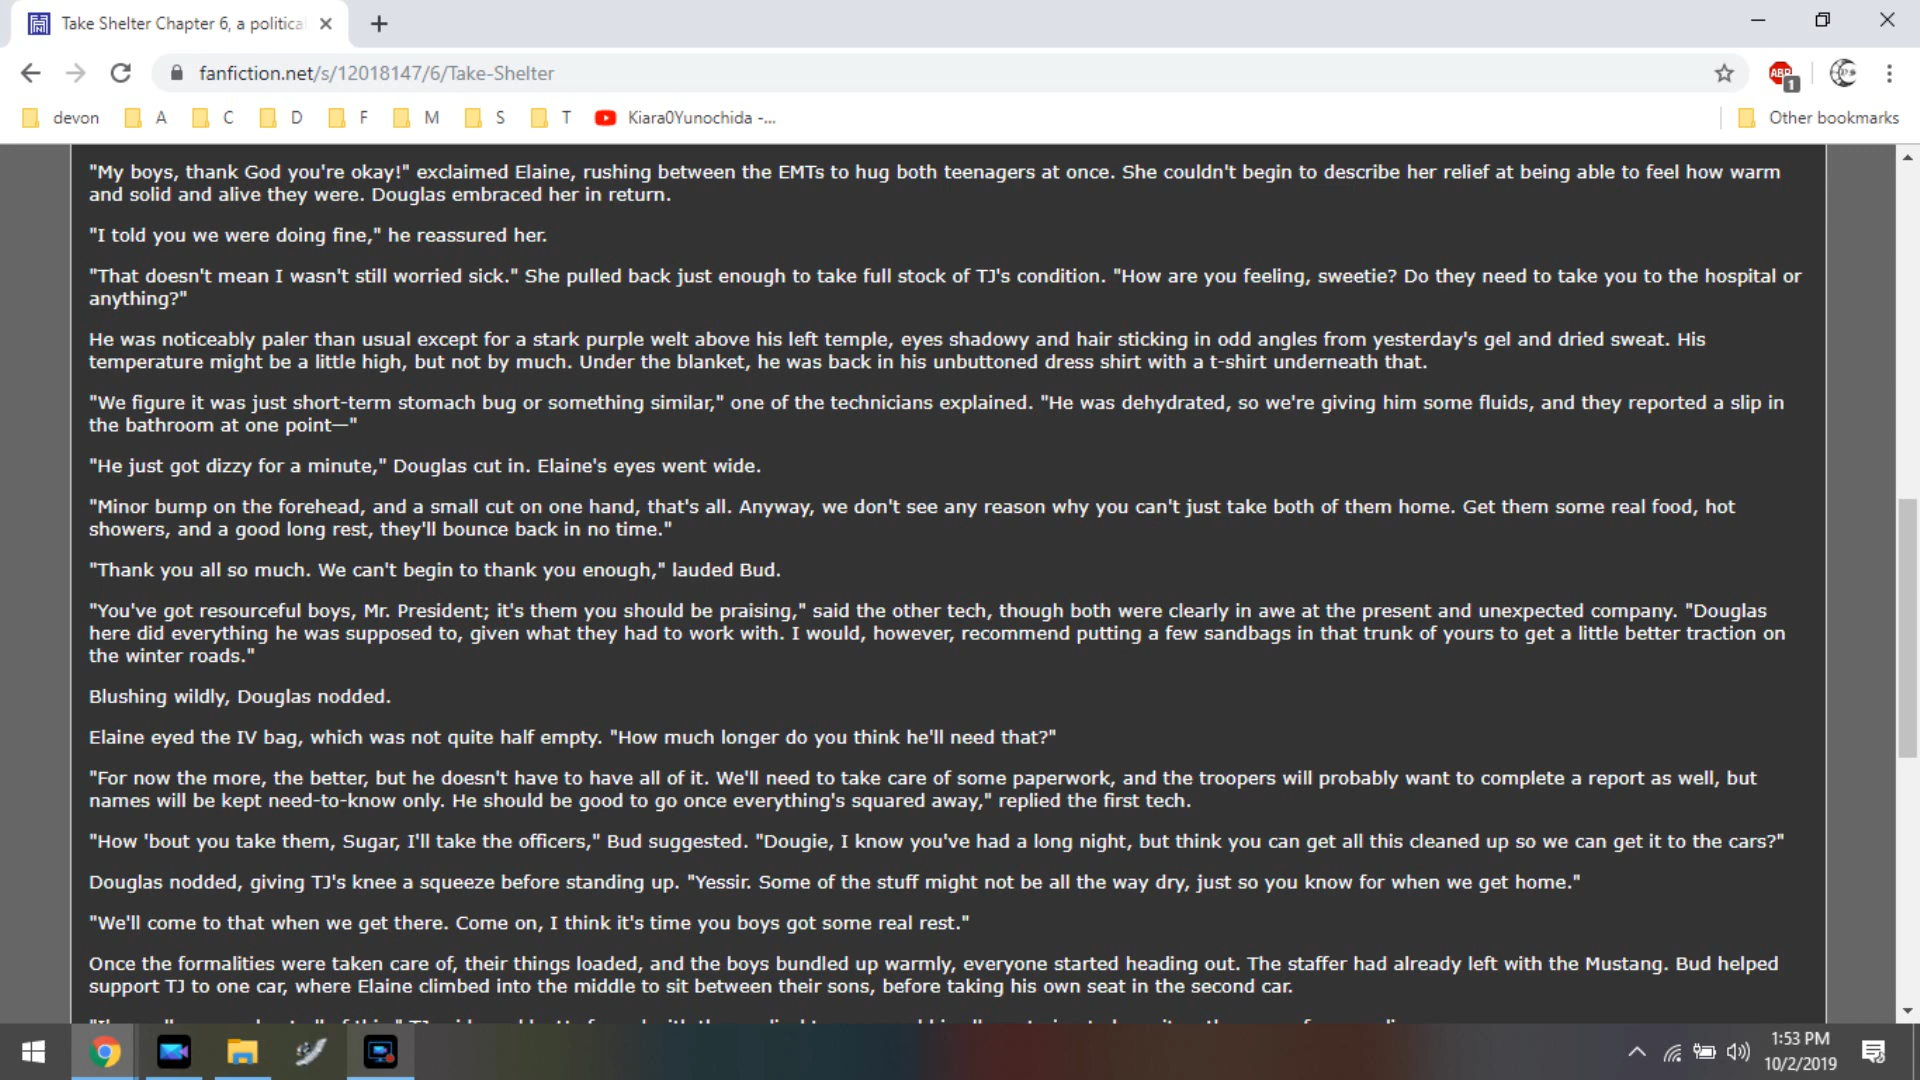 Take Shelter Chapter 6, a politica
fanfiction.net/s/12018147/6/Take-Shelter
ABP
1
devon
A
C
D
F
M
S
T
Kiara0Yunochida -...
Other bookmarks
"My boys, thank God you're okay!" exclaimed Elaine, rushing between the EMTs to hug both teenagers at once. She couldn't begin to describe her relief at being able to feel how warm
and solid and alive they were. Douglas embraced her in return.
"I told you we were doing fine," he reassured her.
"That doesn't mean I wasn't still worried sick." She pulled back just enough to take full stock of TJ's condition. "How are you feeling, sweetie? Do they need to take you to the hospital or
anything?"
He was noticeably paler than usual except for a stark purple welt above his left temple, eyes shadowy and hair sticking in odd angles from yesterday's gel and dried sweat. His
temperature might be a little high, but not by much. Under the blanket, he was back in his unbuttoned dress shirt with a t-shirt underneath that.
"We figure it was just short-term stomach bug or something similar," one of the technicians explained. "He was dehydrated, so we're giving him some fluids, and they reported a slip in
the bathroom at one point—"
"He just got dizzy for a minute," Douglas cut in. Elaine's eyes went wide.
"Minor bump on the forehead, and a small cut on one hand, that's all. Anyway, we don't see any reason why you can't just take both of them home. Get them some real food, hot
showers, and a good long rest, they'll bounce back in no time."
"Thank you all so much. We can't begin to thank you enough," lauded Bud.
"You've got resourceful boys, Mr. President; it's them you should be praising," said the other tech, though both were clearly in awe at the present and unexpected company. "Douglas
here did everything he was supposed to, given what they had to work with. I would, however, recommend putting a few sandbags in that trunk of yours to get a little better traction on
the winter roads."
Blushing wildly, Douglas nodded.
Elaine eyed the IV bag, which was not quite half empty. "How much longer do you think he'll need that?"
"For now the more, the better, but he doesn't have to have all of it. We'll need to take care of some paperwork, and the troopers will probably want to complete a report as well, but
names will be kept need-to-know only. He should be good to go once everything's squared away," replied the first tech.
"How 'bout you take them, Sugar, I'll take the officers," Bud suggested. "Dougie, I know you've had a long night, but think you can get all this cleaned up so we can get it to the cars?"
Douglas nodded, giving TJ's knee a squeeze before standing up. "Yessir. Some of the stuff might not be all the way dry, just so you know for when we get home."
"We'll come to that when we get there. Come on, I think it's time you boys got some real rest."
Once the formalities were taken care of, their things loaded, and the boys bundled up warmly, everyone started heading out. The staffer had already left with the Mustang. Bud helped
support TJ to one car, where Elaine climbed into the middle to sit between their sons, before taking his own seat in the second car.
1:53 PM
10/2/2019